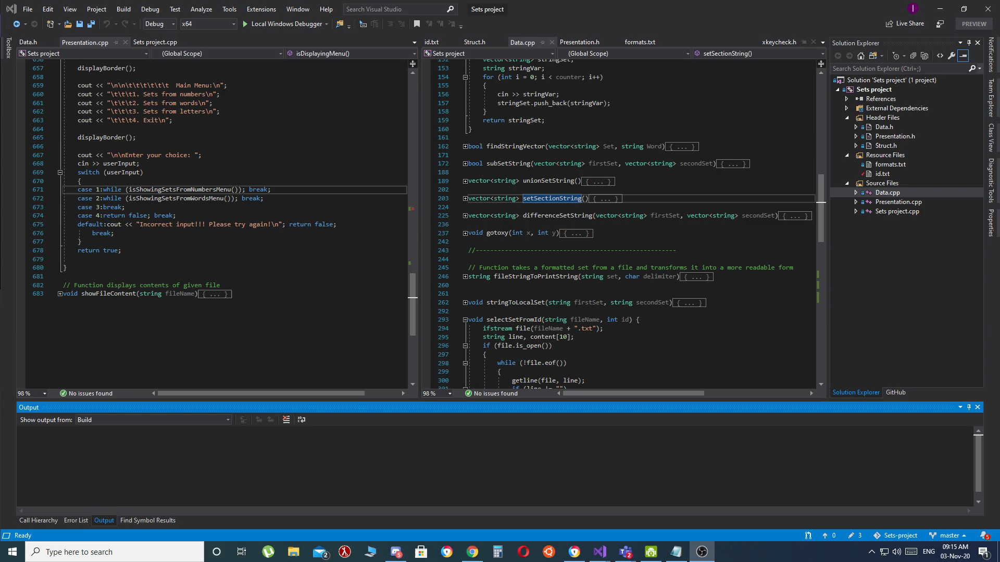 File Edit View Project Build Debug Test Analyze Tools Extensions Window Help Search Visual Studio Sets project
Debug x64 Local Windows Debugger Live Share PREVIEW
Toolbox
Data.h Presentation.cpp Sets project.cpp
Sets project (Global Scope) isDisplayingMenu()
656
657 displayBorder();
658
659 cout << "\n\n\t\t\t\t\t\t  Main Menu:\n";
660 cout << "\t\t\t1. Sets from numbers\n";
661 cout << "\t\t\t2. Sets from words\n";
662 cout << "\t\t\t3. Sets from letters\n";
663 cout << "\t\t\t4. Exit\n";
664
665 displayBorder();
666
667 cout << "\n\nEnter your choice: ";
668 cin >> userInput;
669 switch (userInput)
670 {
671 case 1:while (isShowingSetsFromNumbersMenu()); break;
672 case 2:while (isShowingSetsFromWordsMenu()); break;
673 case 3:break;
674 case 4:return false; break;
675 default:cout << "Incorrect input!!! Please try again!\n"; return false;
676 break;
677 }
678 return true;
679
680 }
681
682 // Function displays contents of given file
683 void showFileContent(string fileName){ ... }
98 % No issues found
id.txt Struct.h Data.cpp Presentation.h formats.txt xkeycheck.h
Sets project (Global Scope) setSectionString()
152 vector<string> stringSet;
153 string stringVar;
154 for (int i = 0; i < counter; i++)
155 {
156 cin >> stringVar;
157 stringSet.push_back(stringVar);
158 }
159 return stringSet;
160 }
161
162 bool findStringVector(vector<string> Set, string Word){ ... }
171
172 bool subSetString(vector<string> firstSet, vector<string> secondSet){ ... }
188
189 vector<string> unionSetString(){ ... }
202
203 vector<string> setSectionString(){ ... }
224
225 vector<string> differenceSetString(vector<string> firstSet, vector<string> secondSet){ ... }
236
237 void gotoxy(int x, int y){ ... }
242
243 //-------------------------------------------------------
244
245 // Function takes a formatted set from a file and transforms it into a more readable form
246 string fileStringToPrintString(string set, char delimiter){ ... }
260
261
262 void stringToLocalSet(string firstSet, string secondSet){ ... }
292
293 void selectSetFromId(string fileName, int id) {
294 ifstream file(fileName + ".txt");
295 string line, content[10];
296 if (file.is_open())
297 {
298 while (!file.eof())
299 {
300 getline(file, line);
301 if (line != "")
98 % No issues found
Solution Explorer
Search Solution Explorer (Ctrl+;)
Solution 'Sets project' (1 project)
Sets project
References
External Dependencies
Header Files
Data.h
Presentation.h
Struct.h
Resource Files
formats.txt
id.txt
Source Files
Data.cpp
Presentation.cpp
Sets project.cpp
Solution Explorer GitHub
Notifications
Team Explorer
Class View
Diagnostic Tools
Properties
Output
Show output from: Build
Call Hierarchy Error List Output Find Symbol Results
Ready 0 3 Sets-project master 5
Type here to search 2 5 2 ENG 09:15 AM 1
03-Nov-20